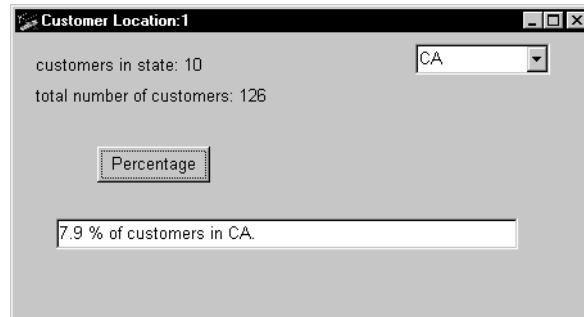 Customer Location:1
customers in state: 10
CA
total number of customers: 126
Percentage
7.9 % of customers in CA.